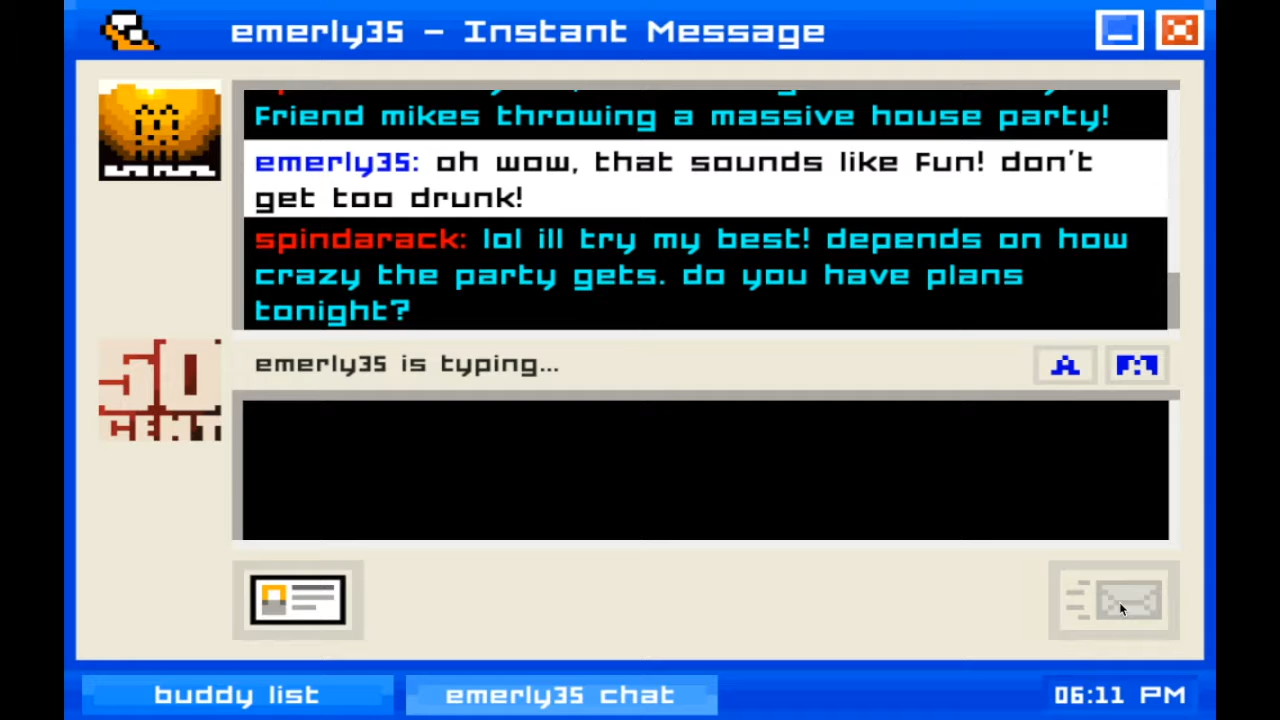 emerly35 - Instant Message
Friend mikes throwing a massive house party!
emerly35: oh wow, that sounds like Fun! don't
get too drunk!
spindarack: lol ill try my best! depends on how
crazy the party gets. do you have plans
tonight?
emerly35 is typing...
A
50
CENT
buddy list
emerly35 chat
06:11 PM